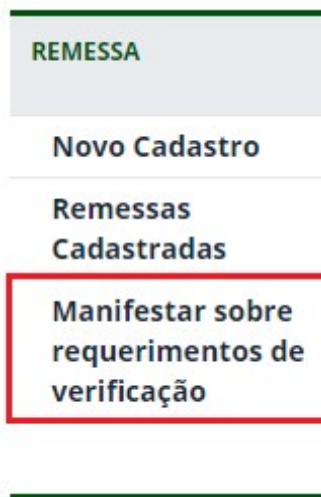 REMESSA
Novo Cadastro
Remessas
Cadastradas
Manifestar sobre
requerimentos de
verificação